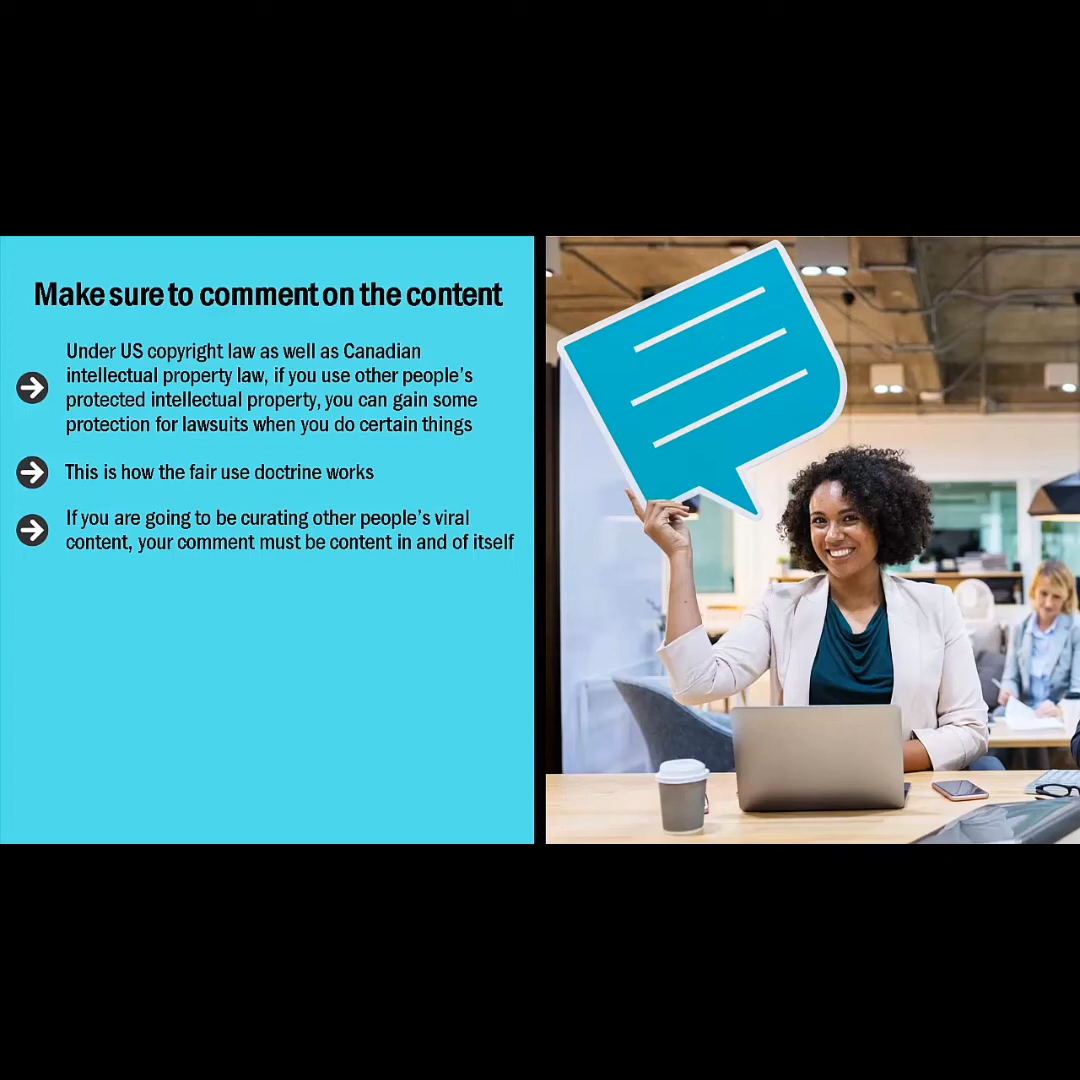 Make sure to comment on the content
Under US copyright law as well as Canadian
intellectual property law, if you use other people's
protected intellectual property, you can gain some
protection for lawsuits when you do certain things
This is how the fair use doctrine works
If you are going to be curating other people's viral
content, your comment must be content in and of itself